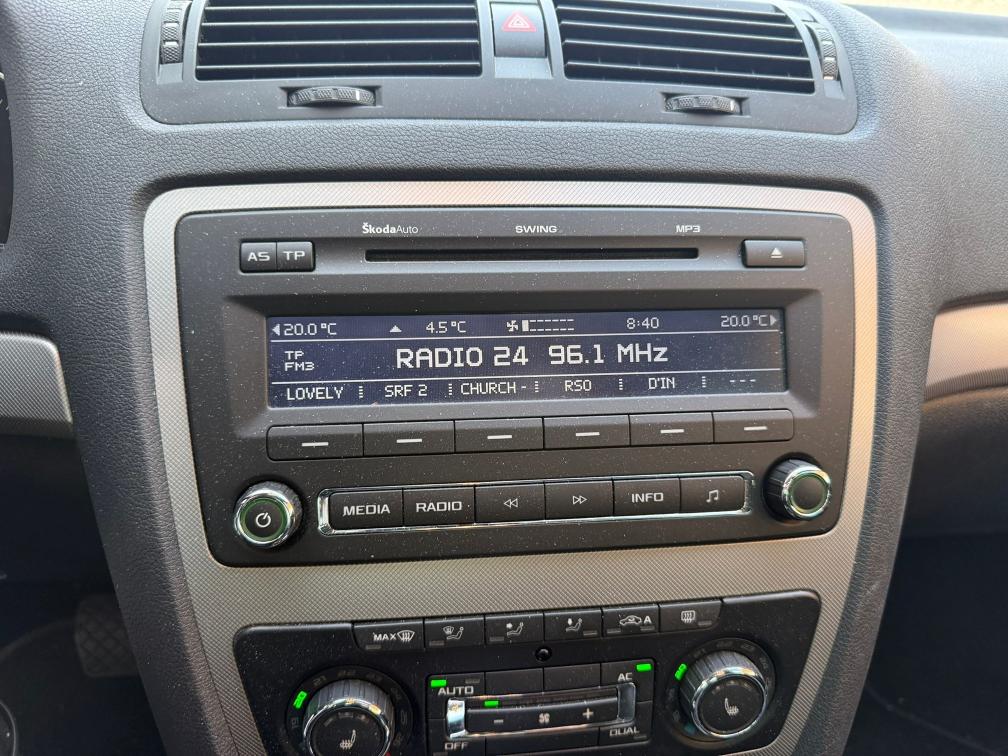 ŠkodaAuto SWING MP3
AS TP
20.0°C 4.5°C 8:40 20.0°C
TP
FM3
RADIO 24 96.1 MHz
LOVELY SRF 2 CHURCH - RSO D'IN ---
MEDIA RADIO INFO
MAX A
AUTO AC
- +
OFF DUAL